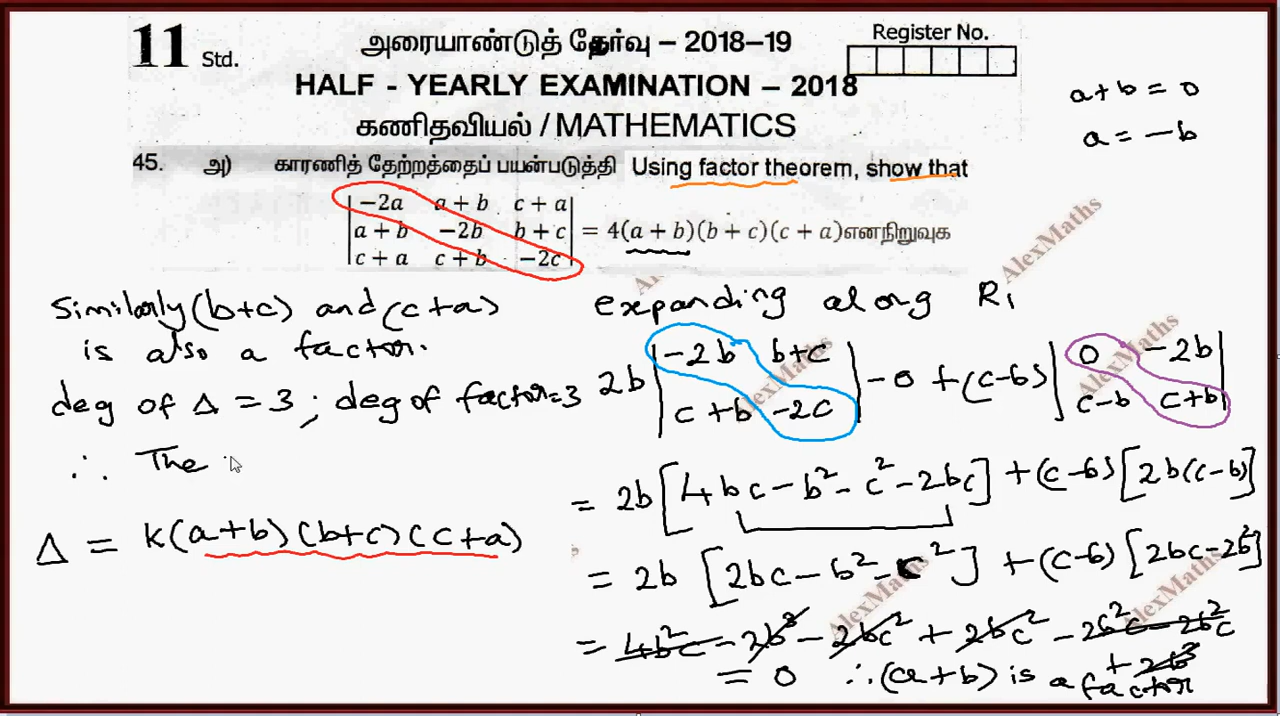 11 Std.
அரையாண்டுத் தேர்வு – 2018–19
HALF - YEARLY EXAMINATION – 2018
கணிதவியல் / MATHEMATICS
Register No.
a+b = 0
a = −b
45. அ) காரணித் தேற்றத்தைப் பயன்படுத்தி Using factor theorem, show that
|−2a a + b c + a|
|a + b −2b b + c| = 4(a + b)(b + c)(c + a)எனநிறுவுக
|c + a c + b −2c|
Similarly (b+c) and (c+a)
is also a factor.
deg of Δ = 3 ; deg of factor=3
∴ The
Δ = k(a+b)(b+c)(c+a)
expanding along R1
2b |−2b b+c| − 0 + (c−b) |0 −2b|
|c+b −2c| |c−b c+b|
= 2b [4bc − b² − c² − 2bc] + (c−b) [2b(c−b)]
= 2b [2bc − b² − c²] + (c−b) [2bc−2b²]
= 4b²c − 2b³ − 2bc² + 2bc² − 2b²c − 2b²c
+ 2b³
= 0 ∴ (a+b) is a factor
AlexMaths
AlexMaths
AlexMaths
AlexMaths
AlexMaths